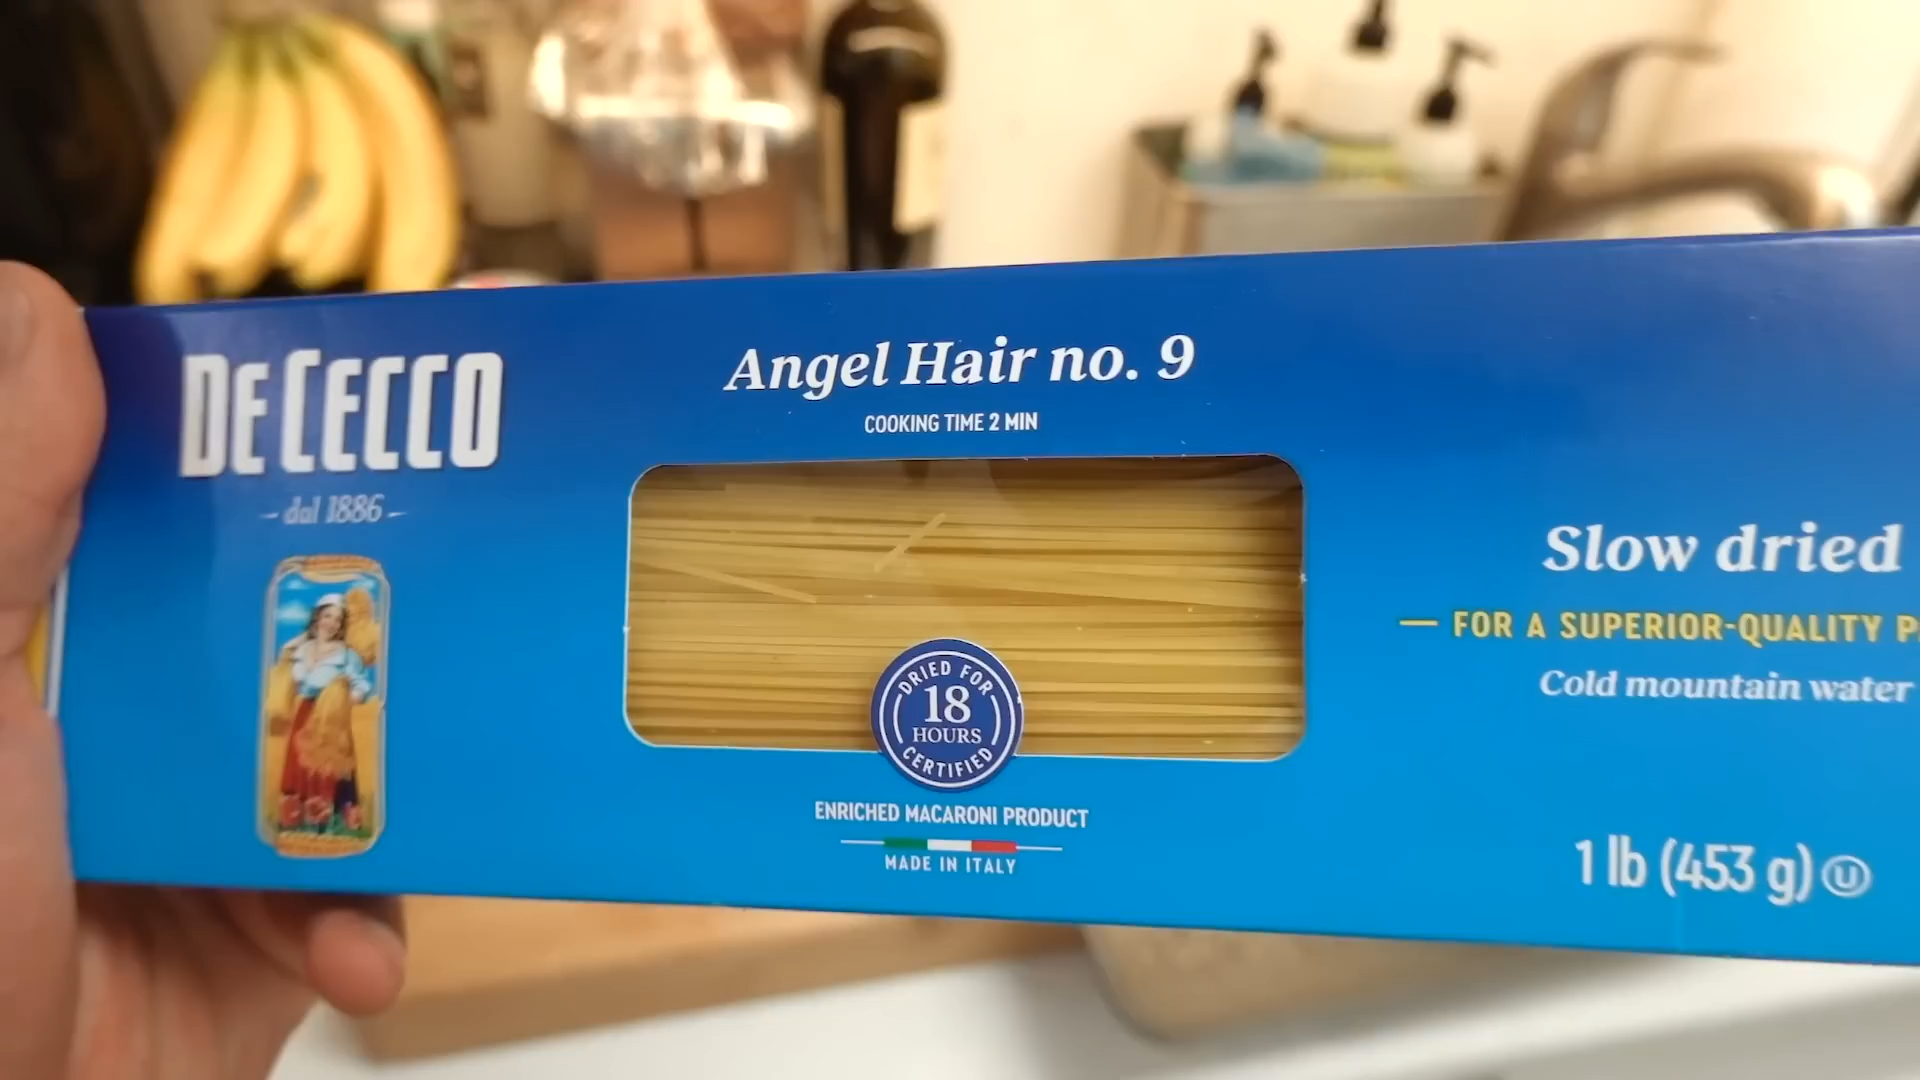 DE CECCO
dal 1886
Angel Hair no. 9
COOKING TIME 2 MIN
DRIED FOR
18
HOURS
CERTIFIED
ENRICHED MACARONI PRODUCT
MADE IN ITALY
Slow dried
FOR A SUPERIOR-QUALITY
Cold mountain water
1 lb (453 g) U